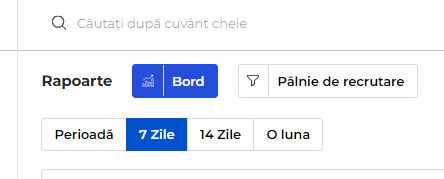 Căutați după cuvânt cheie
Rapoarte Bord Pâlnie de recrutare
Perioadă 7 Zile 14 Zile O luna